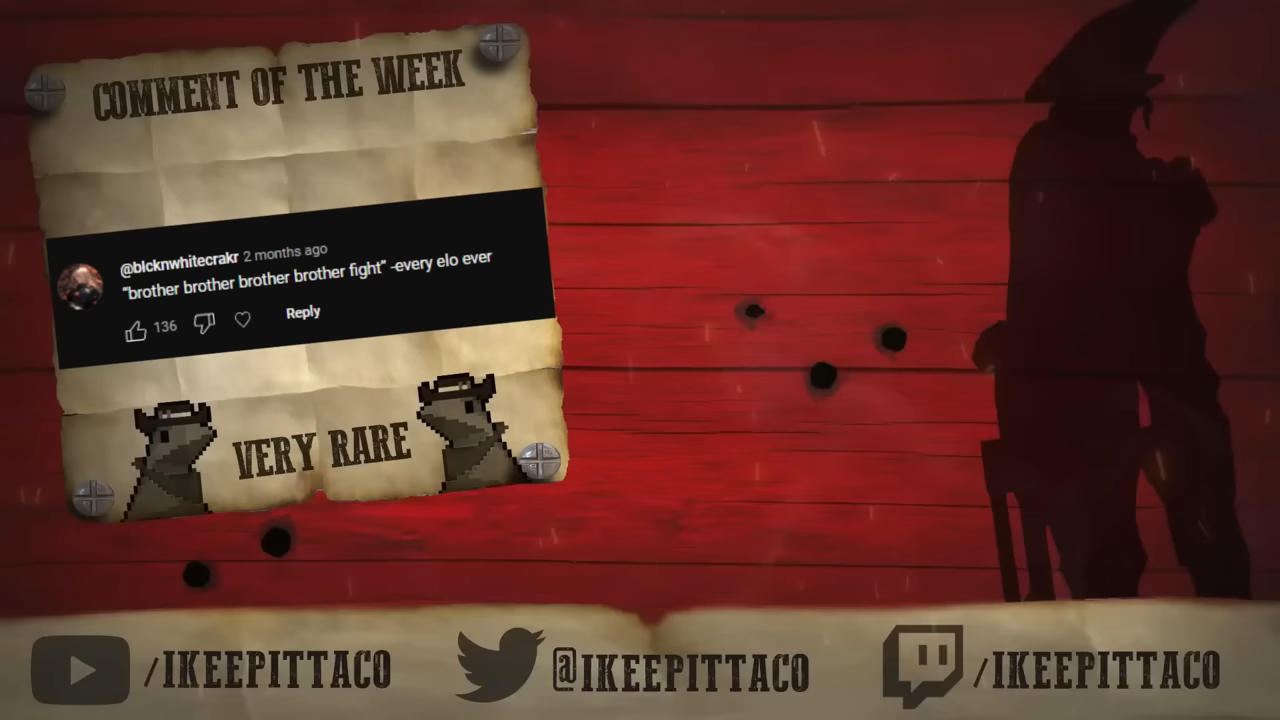 COMMENT OF THE WEEK
@blcknwhitecrakr 2 months ago
"brother brother brother brother fight" -every elo ever
136
Reply
VERY RARE
/IKEEPITTACO
@IKEEPITTACO
/IKEEPITTACO